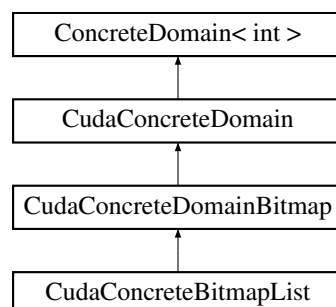 ConcreteDomain< int >
CudaConcreteDomain
CudaConcreteDomainBitmap
CudaConcreteBitmapList